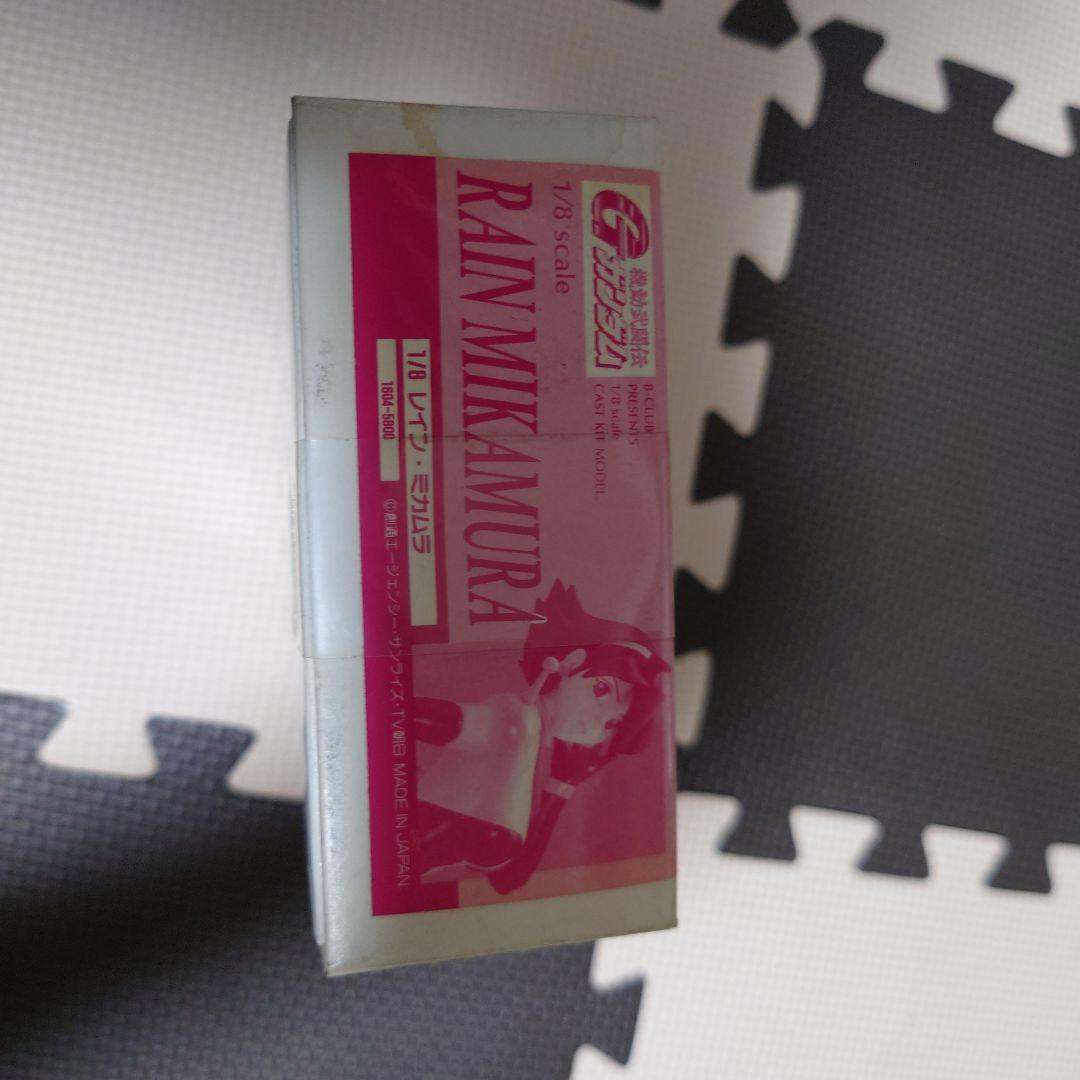 機動武闘伝
Gガンダム
B-CLUB
PRESENTS
1/8 scale
CAST KIT MODEL
1/8 scale
RAIN MIKAMURA
1/8 レイン・ミカムラ
1604-5800
©創通エージェンシー・サンライズ・TV朝日 MADE IN JAPAN